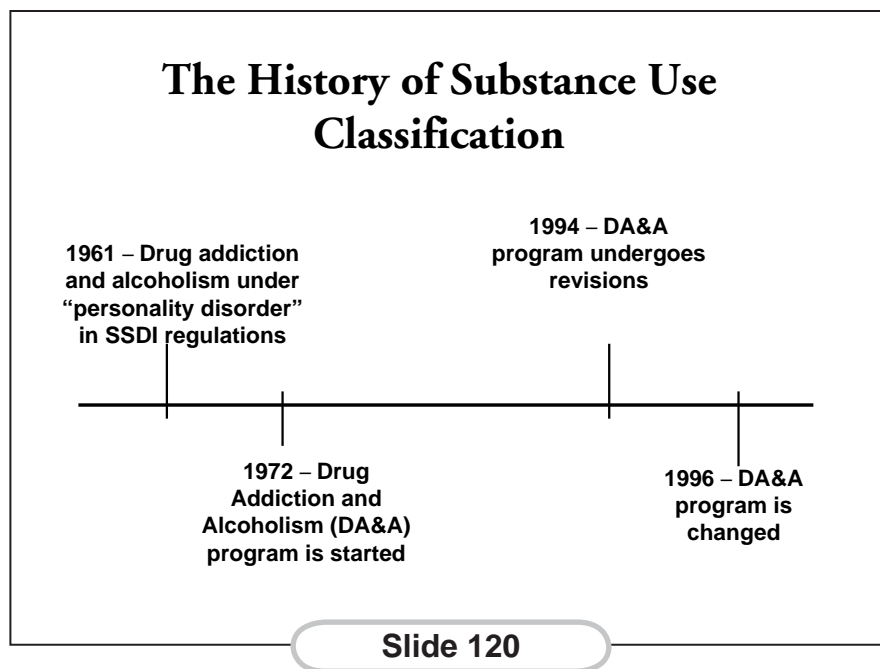 The History of Substance Use
Classification
1961 – Drug addiction
and alcoholism under
“personality disorder”
in SSDI regulations
1994 – DA&A
program undergoes
revisions
1972 – Drug
Addiction and
Alcoholism (DA&A)
program is started
1996 – DA&A
program is
changed
Slide 120